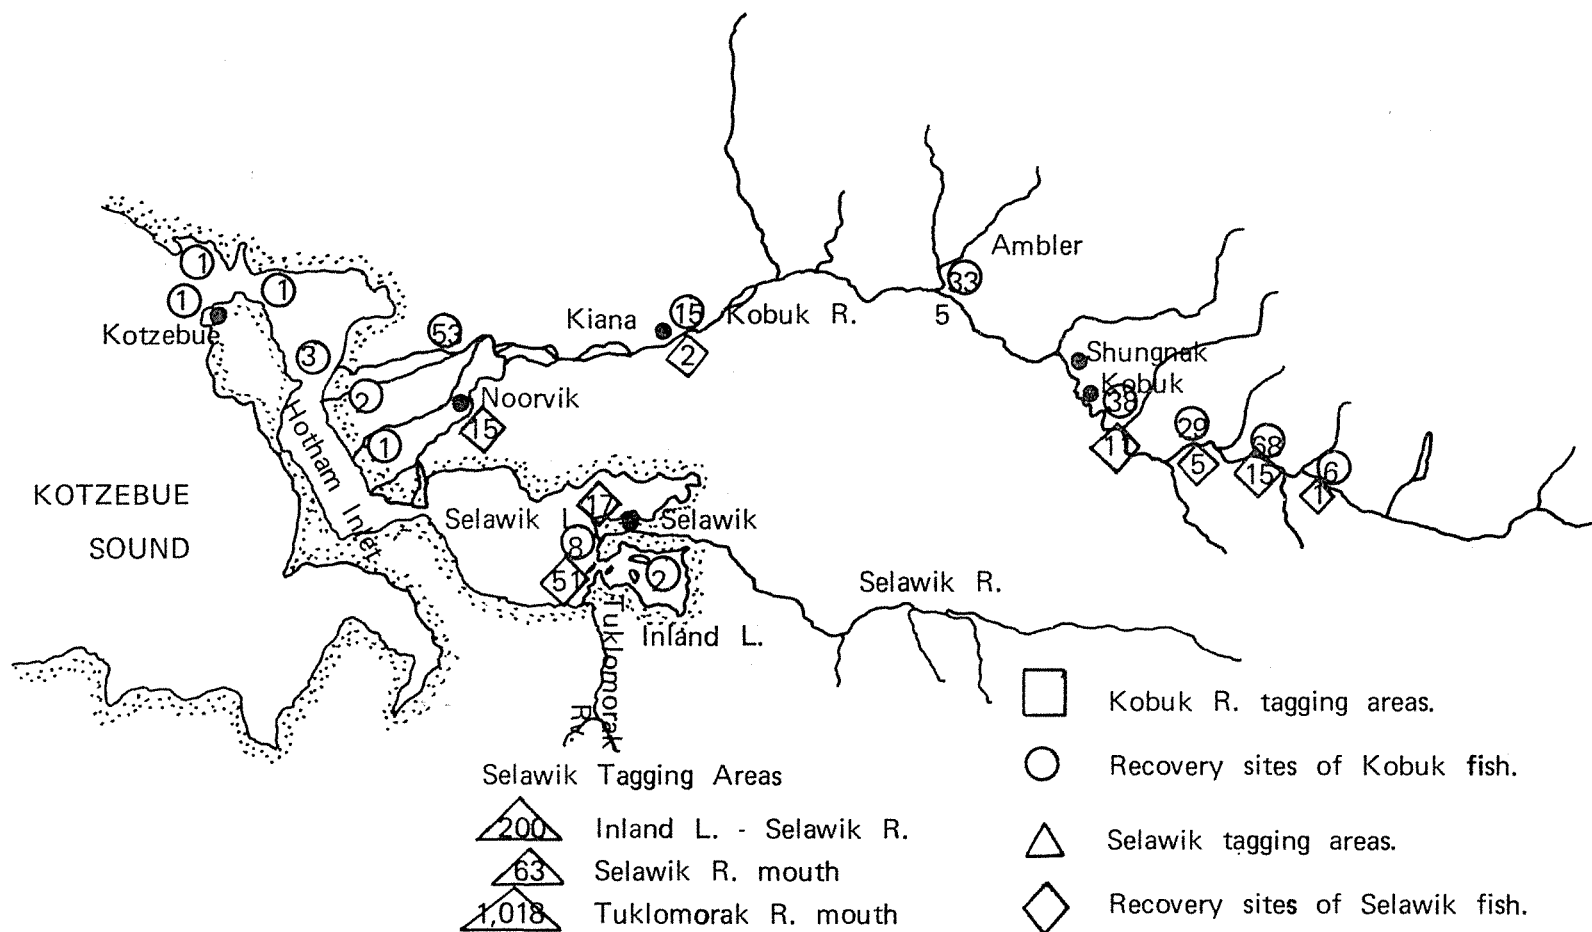 Ambler
33
1
1
1
Kotzebue
53
Kiana
15
Kobuk R.
5
2
3
Shungnak
Kobuk
38
2
Noorvik
15
1
11
29
5
68
15
6
1
Hotham Inlet
KOTZEBUE
SOUND
Selawik L.
17
Selawik
8
51
2
Inland L.
Selawik R.
Tuklomorak
R.
Kobuk R. tagging areas.
Recovery sites of Kobuk fish.
Selawik tagging areas.
Recovery sites of Selawik fish.
Selawik Tagging Areas
200 Inland L. - Selawik R.
63 Selawik R. mouth
1,018 Tuklomorak R. mouth